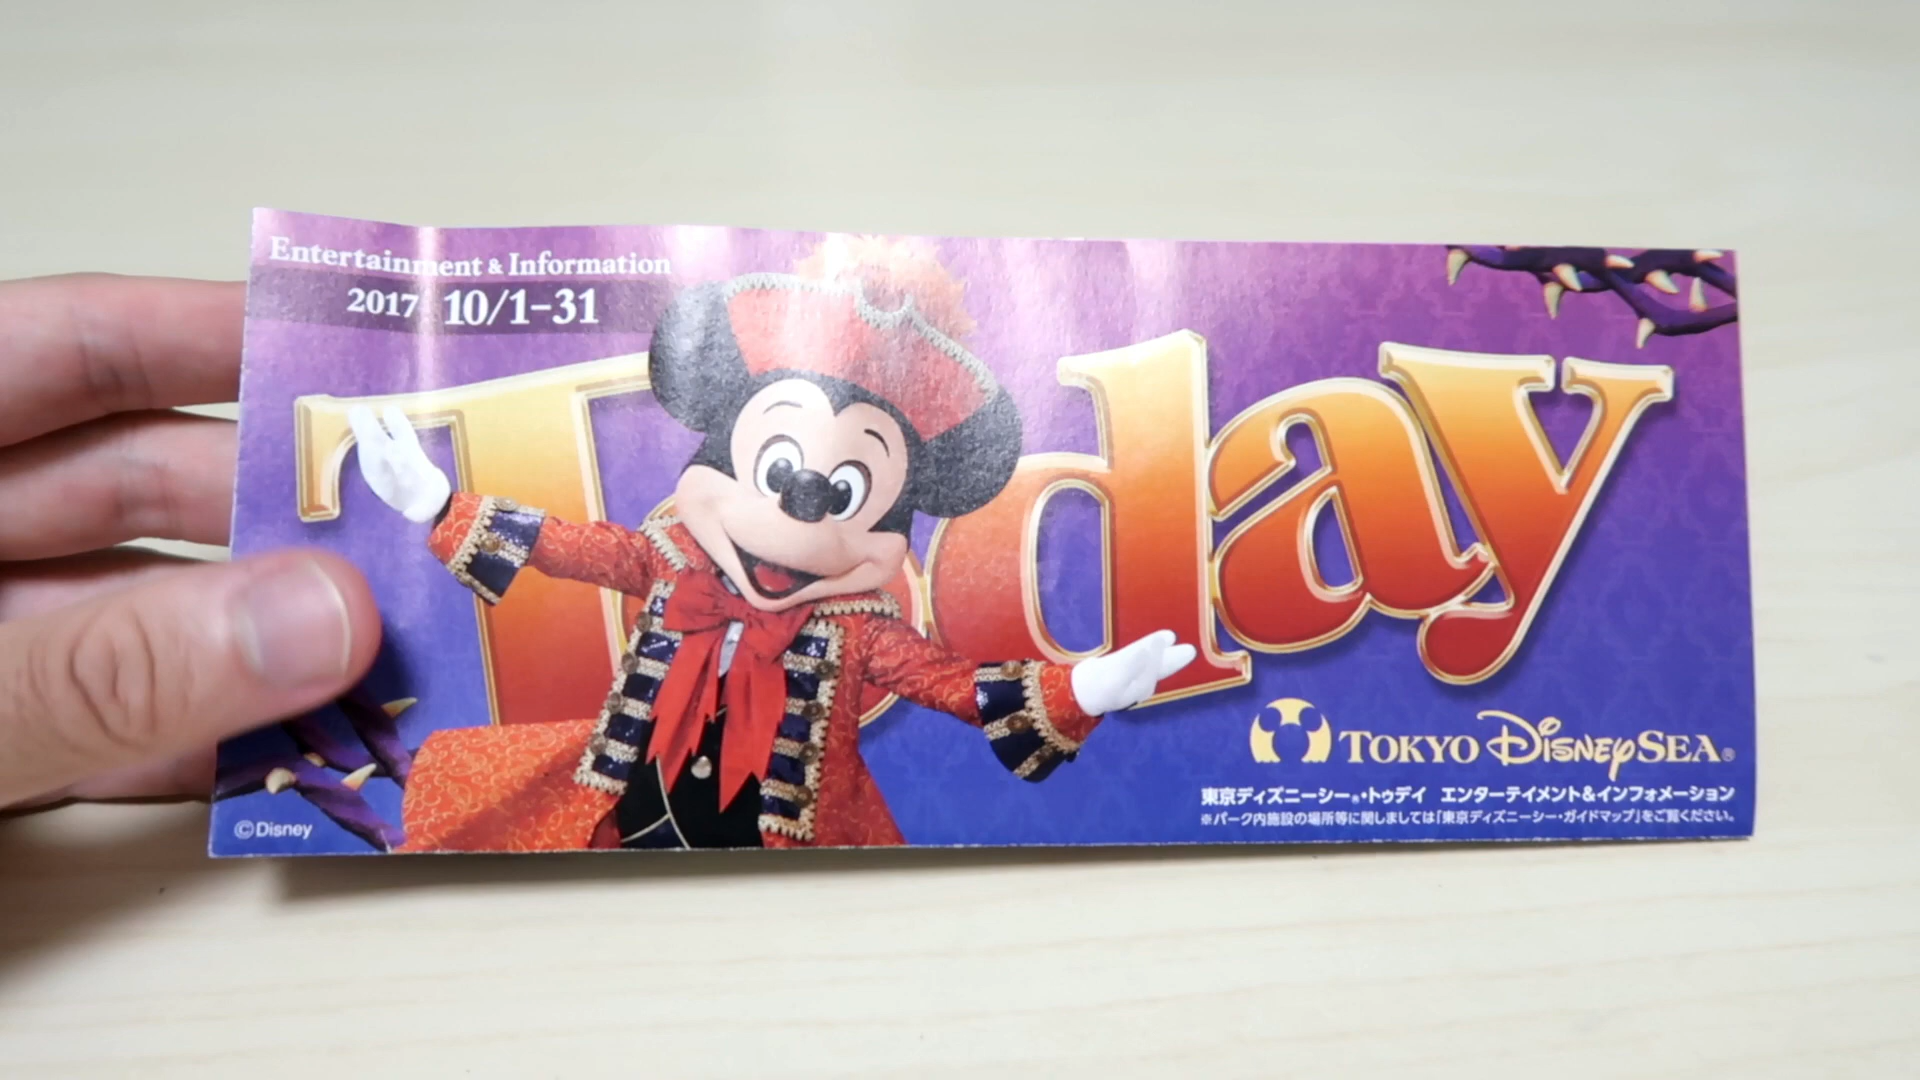 Entertainment & Information
2017 10/1-31
Today
TOKYO DISNEY SEA®
東京ディズニーシー®・トゥデイ エンターテイメント&インフォメーション
※パーク内施設の場所等に関しましては「東京ディズニーシー・ガイドマップ」をご覧ください。
©Disney